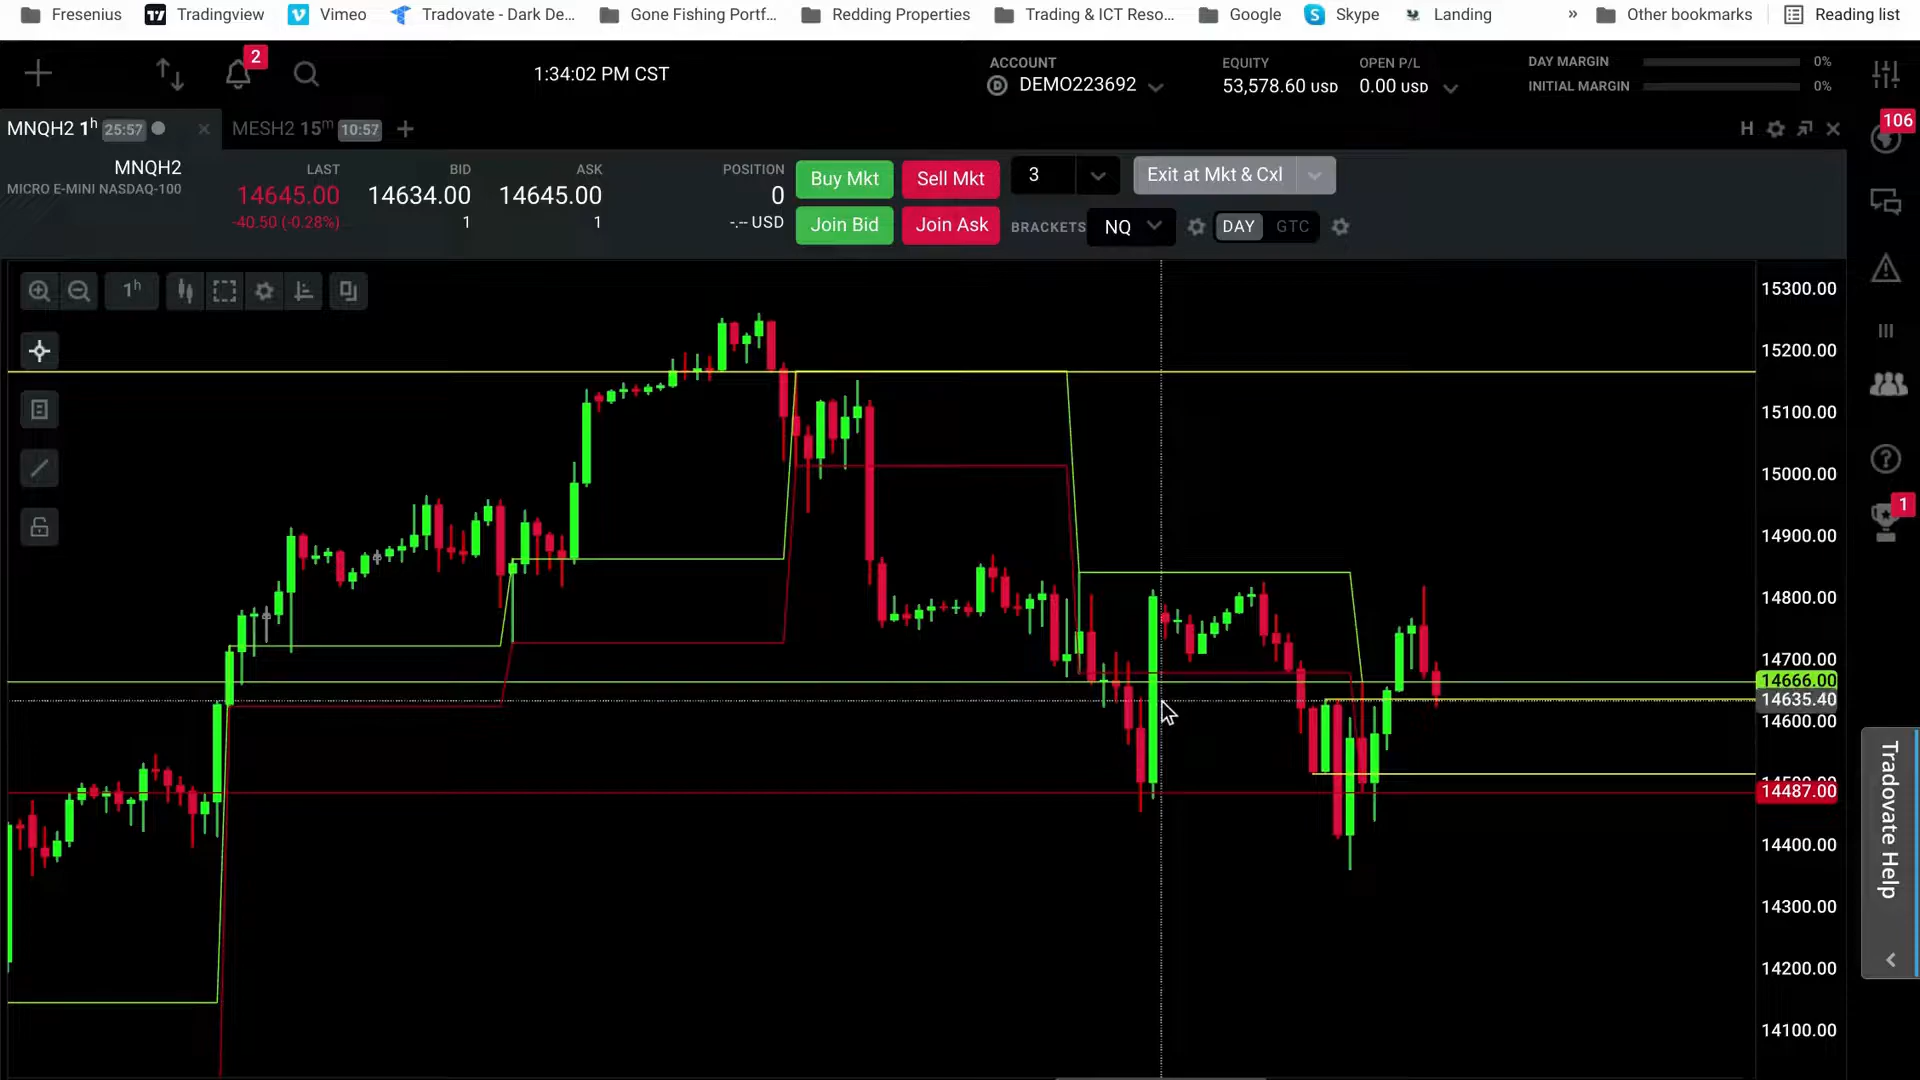 Fresenius Tradingview Vimeo Tradovate - Dark De... Gone Fishing Portf... Redding Properties Trading & ICT Reso... Google Skype Landing » Other bookmarks Reading list
2 1:34:02 PM CST
ACCOUNT EQUITY OPEN P/L DAY MARGIN 0%
D DEMO223692 53,578.60 USD 0.00 USD INITIAL MARGIN 0%
MNQH2 1h 25:57 MESH2 15m 10:57 H 106
MNQH2 LAST BID ASK POSITION Buy Mkt Sell Mkt 3 Exit at Mkt & Cxl
MICRO E-MINI NASDAQ-100 14645.00 14634.00 14645.00 0
-40.50 (-0.28%) 1 1 -.-- USD Join Bid Join Ask BRACKETS NQ DAY GTC
1h
15300.00
15200.00
15100.00
15000.00
14900.00
14800.00
14700.00
14666.00
14635.40
14600.00
14487.00
14400.00
14300.00
14200.00
14100.00
1
Tradovate Help